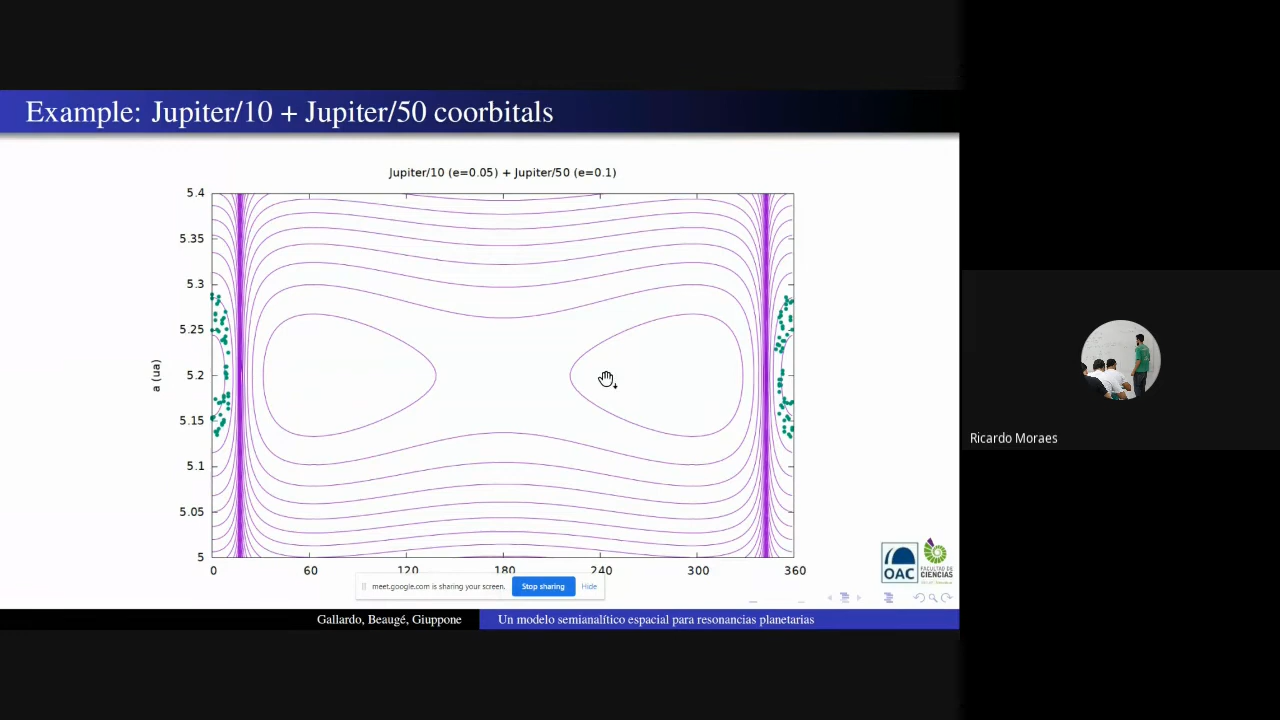 Example: Jupiter/10 + Jupiter/50 coorbitals
Jupiter/10 (e=0.05) + Jupiter/50 (e=0.1)
5.4
5.35
5.3
5.25
5.2
5.15
5.1
5.05
5
a (ua)
0 60 120 180 240 300 360
meet.google.com is sharing your screen. Stop sharing Hide
OAC
FACULTAD DE
CIENCIAS
Gallardo, Beaugé, Giuppone Un modelo semianalítico espacial para resonancias planetarias
Ricardo Moraes